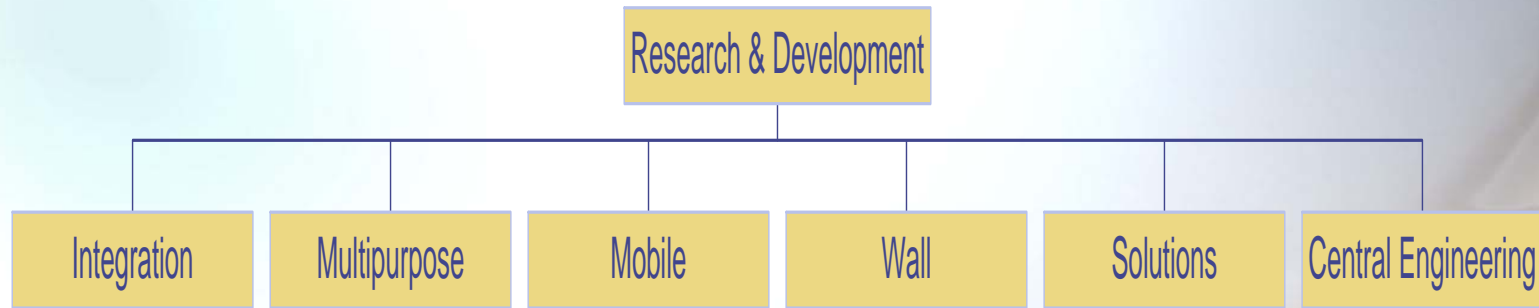 Research & Development
Integration
Multipurpose
Mobile
Wall
Solutions
Central Engineering